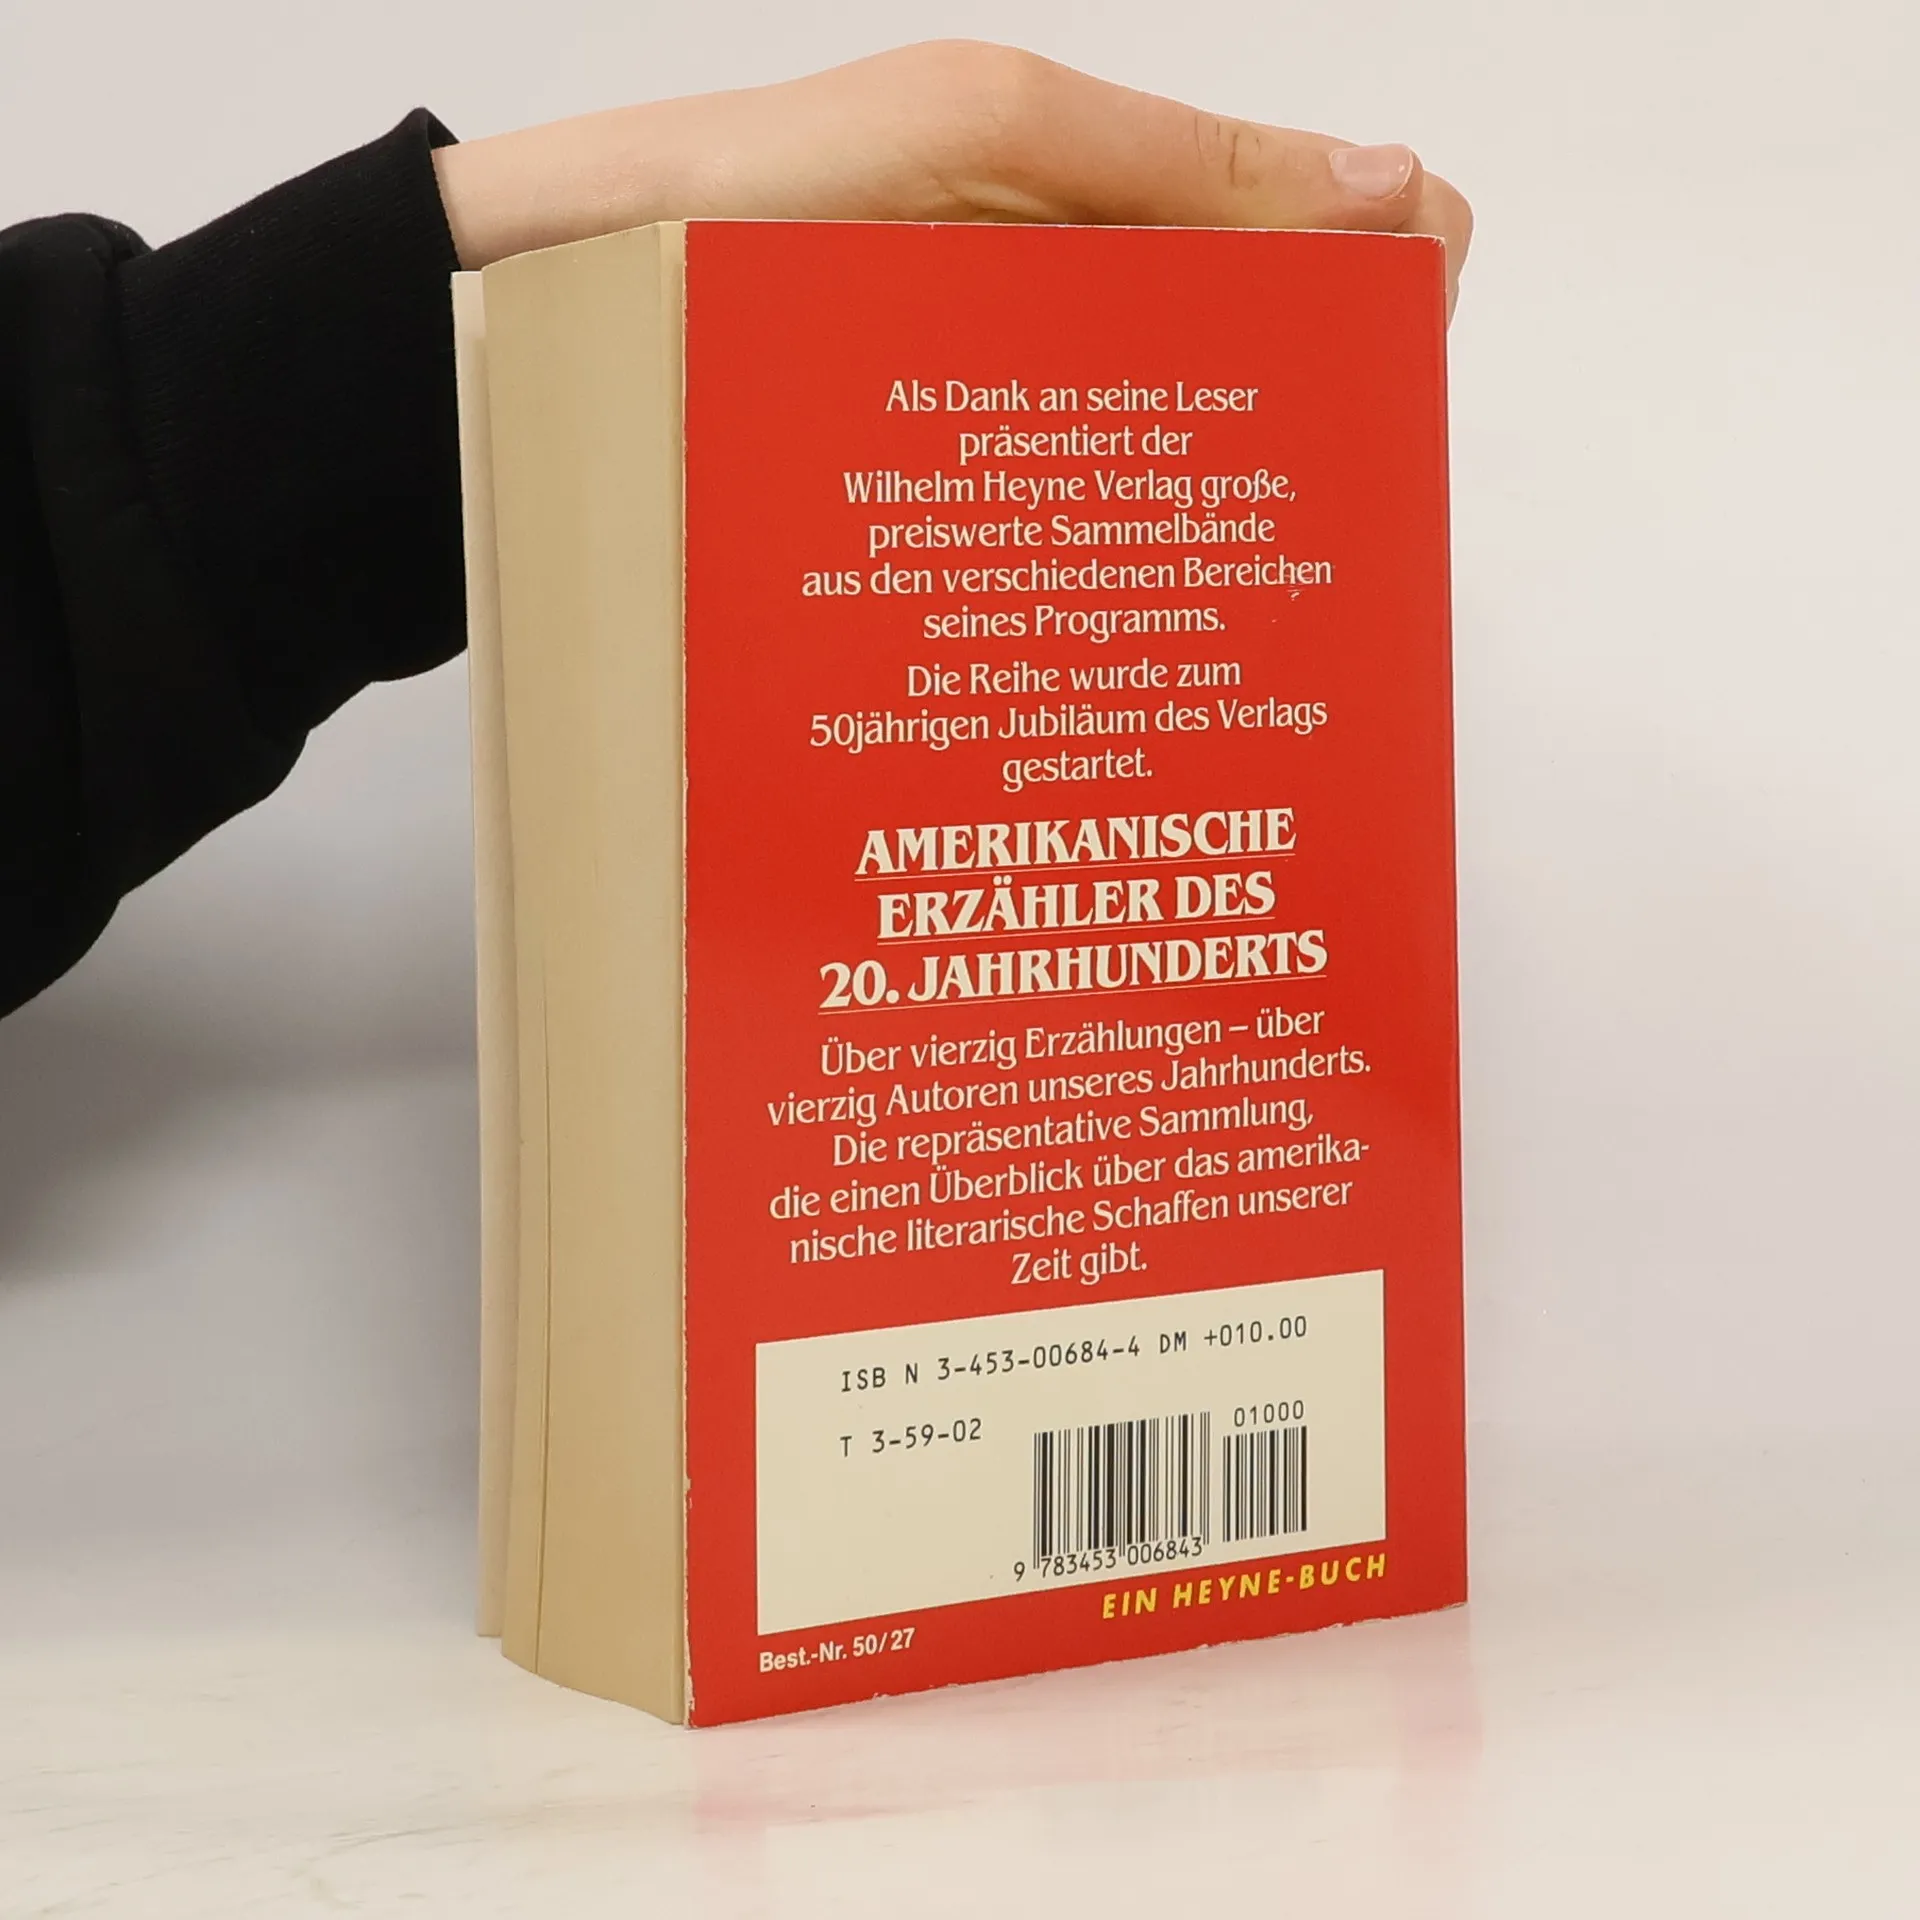 Als Dank an seine Leser
präsentiert der
Wilhelm Heyne Verlag große,
preiswerte Sammelbände
aus den verschiedenen Bereichen
seines Programms.
Die Reihe wurde zum
50jährigen Jubiläum des Verlags
gestartet.
AMERIKANISCHE
ERZÄHLER DES
20. JAHRHUNDERTS
Über vierzig Erzählungen – über
vierzig Autoren unseres Jahrhunderts.
Die repräsentative Sammlung,
die einen Überblick über das amerika-
nische literarische Schaffen unserer
Zeit gibt.
ISB N 3-453-00684-4 DM +010.00
T 3-59-02
01000
9 783453 006843
EIN HEYNE-BUCH
Best.-Nr. 50/27